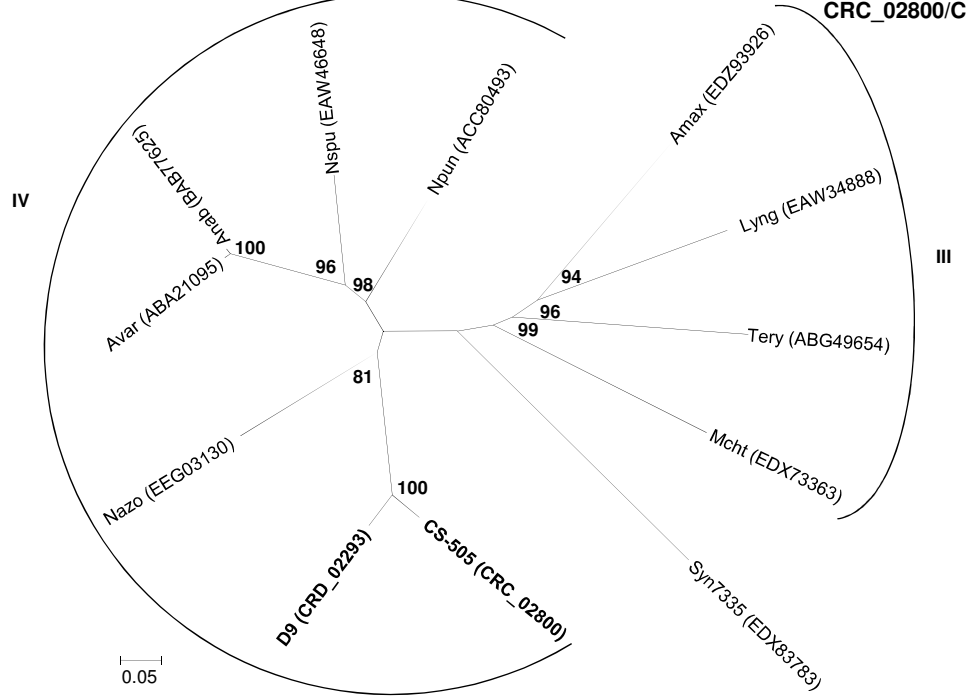 CRC_02800/C
IV
III
Anab (BAB77625)
Nspu (EAW46648)
Npun (ACC80493)
Amax (EDZ93926)
Lyng (EAW34888)
Tery (ABG49654)
Mcht (EDX73363)
Syn7335 (EDX83783)
CS-505 (CRC_02800)
D9 (CRD_02293)
Nazo (EEG03130)
Avar (ABA21095)
100
96
98
94
96
99
81
100
0.05